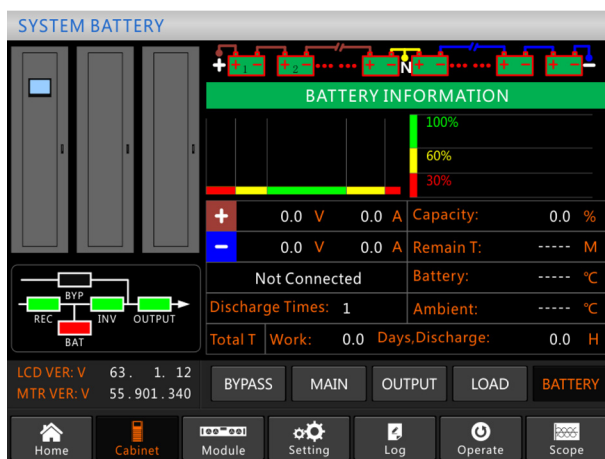 SYSTEM BATTERY
+ + 1 - + 2 - + - N + - + - -
BATTERY INFORMATION
100%
60%
30%
+ 0.0 V 0.0 A Capacity: 0.0 %
- 0.0 V 0.0 A Remain T: ----- M
Not Connected Battery: ----- ℃
Discharge Times: 1 Ambient: ----- ℃
Total T Work: 0.0 Days,Discharge: 0.0 H
BYP
REC INV OUTPUT
BAT
LCD VER: V 63. 1. 12
MTR VER: V 55.901.340
BYPASS MAIN OUTPUT LOAD BATTERY
Home Cabinet Module Setting Log Operate Scope